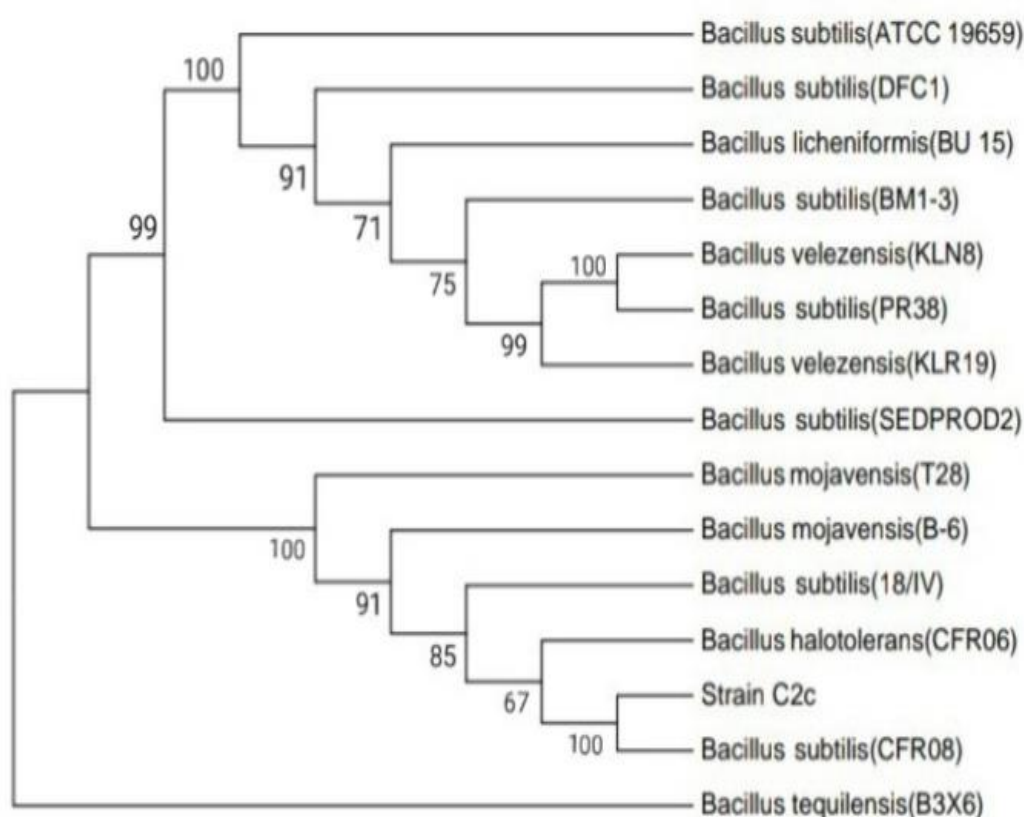 Bacillus subtilis(ATCC 19659)
100
Bacillus subtilis(DFC1)
Bacillus licheniformis(BU 15)
91
Bacillus subtilis(BM1-3)
71
99
Bacillus velezensis(KLN8)
100
75
Bacillus subtilis(PR38)
99
Bacillus velezensis(KLR19)
Bacillus subtilis(SEDPROD2)
Bacillus mojavensis(T28)
Bacillus mojavensis(B-6)
100
Bacillus subtilis(18/IV)
91
Bacillus halotolerans(CFR06)
85
Strain C2c
67
100
Bacillus subtilis(CFR08)
Bacillus tequilensis(B3X6)